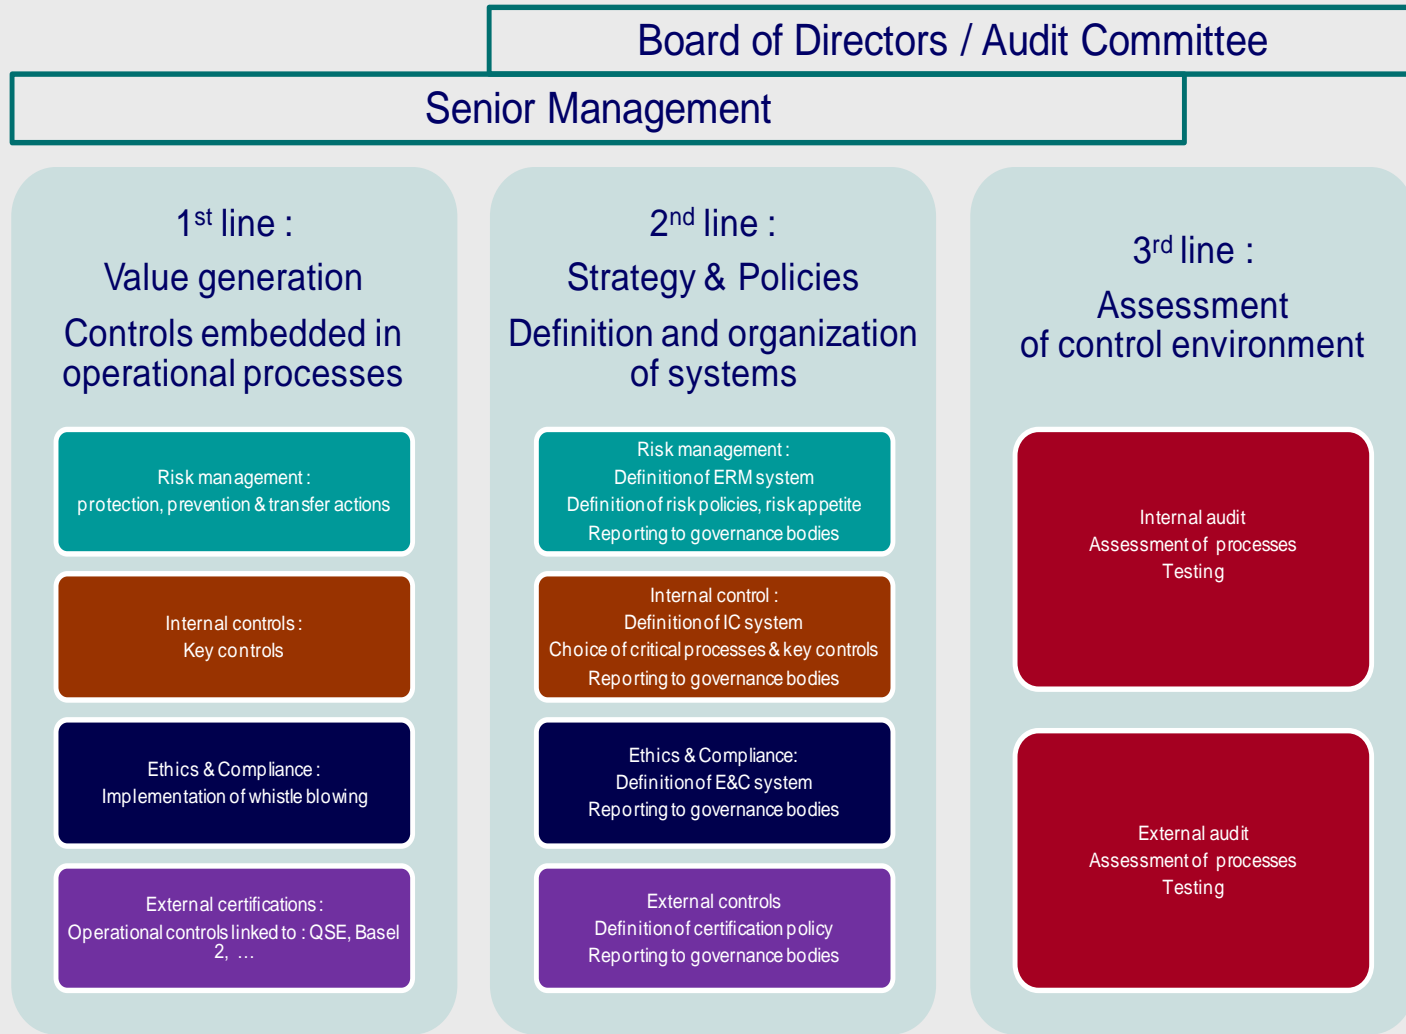 Board of Directors / Audit Committee
Senior Management
1st line :
Value generation
Controls embedded in
operational processes
Risk management :
protection, prevention & transfer actions
Internal controls :
Key controls
Ethics & Compliance :
Implementation of whistle blowing
External certifications :
Operational controls linked to : QSE, Basel
2, …
2nd line :
Strategy & Policies
Definition and organization
of systems
Risk management :
Definition of ERM system
Definition of risk policies, risk appetite
Reporting to governance bodies
Internal control :
Definition of IC system
Choice of critical processes & key controls
Reporting to governance bodies
Ethics & Compliance:
Definition of E&C system
Reporting to governance bodies
External controls
Definition of certification policy
Reporting to governance bodies
3rd line :
Assessment
of control environment
Internal audit
Assessment of processes
Testing
External audit
Assessment of processes
Testing